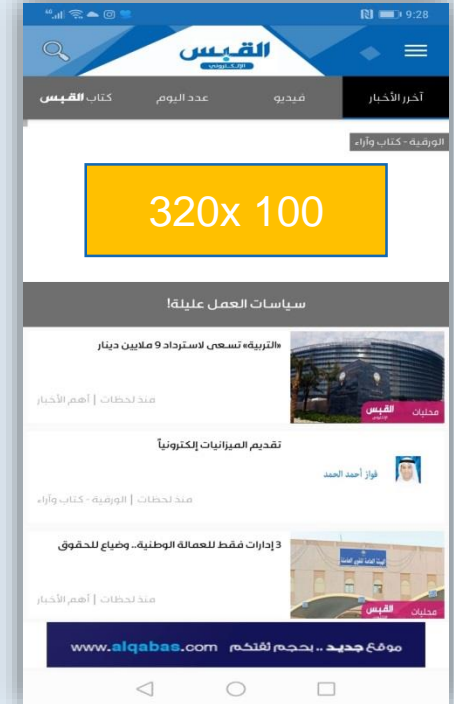 9:28
القبس
الإلكتروني
آخر الأخبار
فيديو
عدد اليوم
كتاب القبس
الورقية - كتاب وآراء
320x 100
سياسات العمل عليلة!
«التربية» تسعى لاسترداد 9 ملايين دينار
منذ لحظات | أهم الأخبار
محليات القبس
تقديم الميزانيات إلكترونياً
فواز أحمد الحمد
منذ لحظات | الورقية - كتاب وآراء
3 إدارات فقط للعمالة الوطنية.. وضياع للحقوق
منذ لحظات | أهم الأخبار
محليات القبس
موقع جديد .. بحجم ثقتكم www.alqabas.com